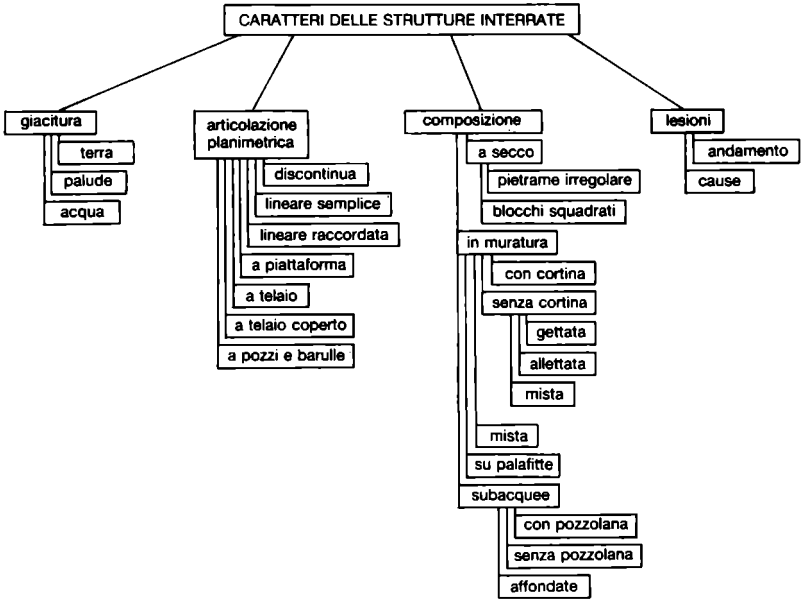 CARATTERI DELLE STRUTTURE INTERRATE
giacitura
terra
palude
acqua
articolazione
planimetrica
discontinua
lineare semplice
lineare raccordata
a piattaforma
a telaio
a telaio coperto
a pozzi e barulle
composizione
a secco
pietrame irregolare
blocchi squadrati
in muratura
con cortina
senza cortina
gettata
allettata
mista
mista
su palafitte
subacquee
con pozzolana
senza pozzolana
affondate
lesioni
andamento
cause